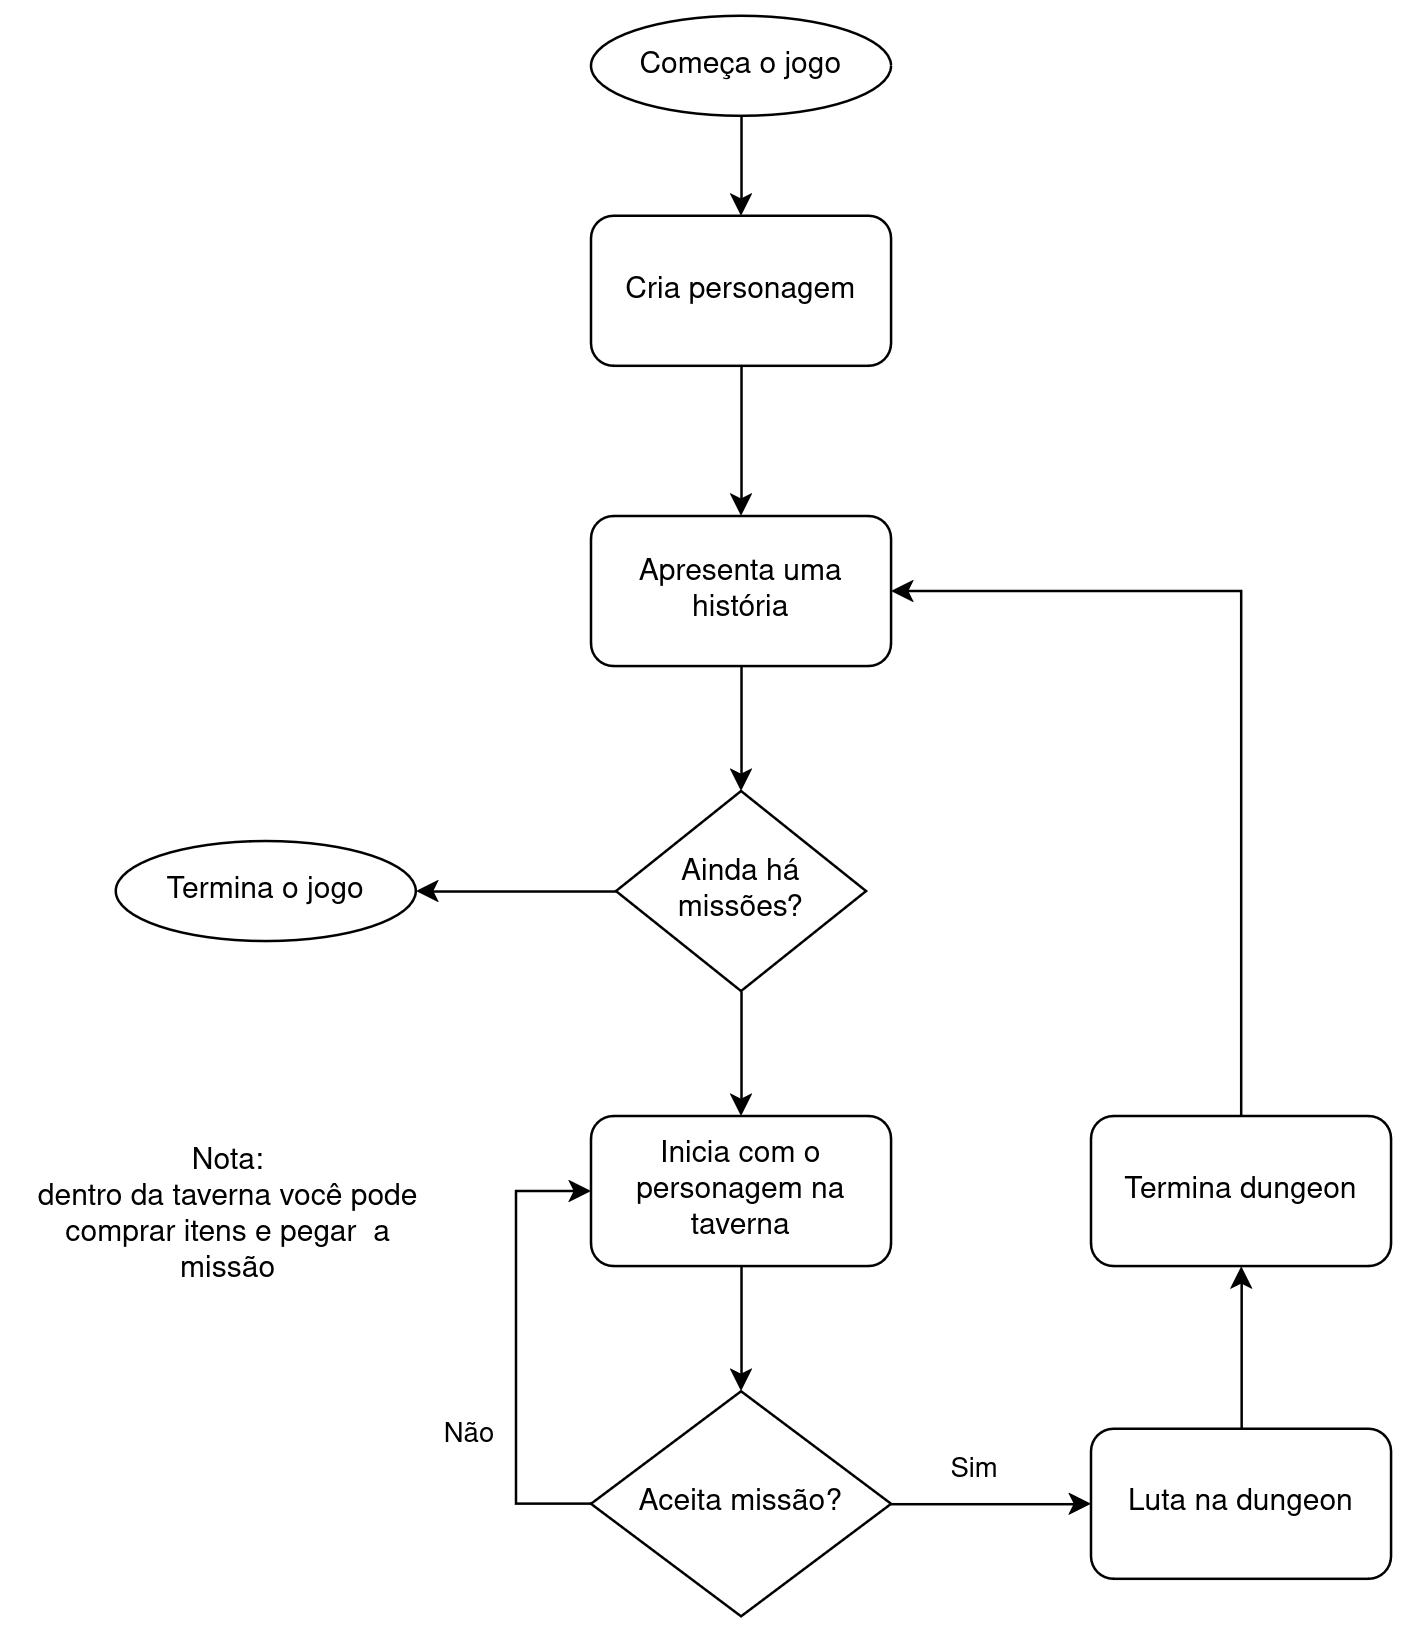 Começa o jogo
Cria personagem
Apresenta uma
história
Ainda há
missões?
Termina o jogo
Inicia com o
personagem na
taverna
Nota:
dentro da taverna você pode
comprar itens e pegar  a
missão
Termina dungeon
Não
Sim
Aceita missão?
Luta na dungeon